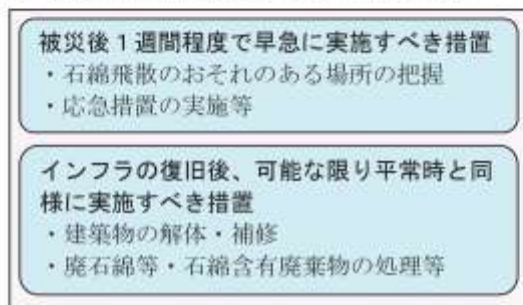 被災後１週間程度で早急に実施すべき措置
・石綿飛散のおそれのある場所の把握
・応急措置の実施等
インフラの復旧後、可能な限り平常時と同
様に実施すべき措置
・建築物の解体・補修
・廃石綿等・石綿含有廃棄物の処理等